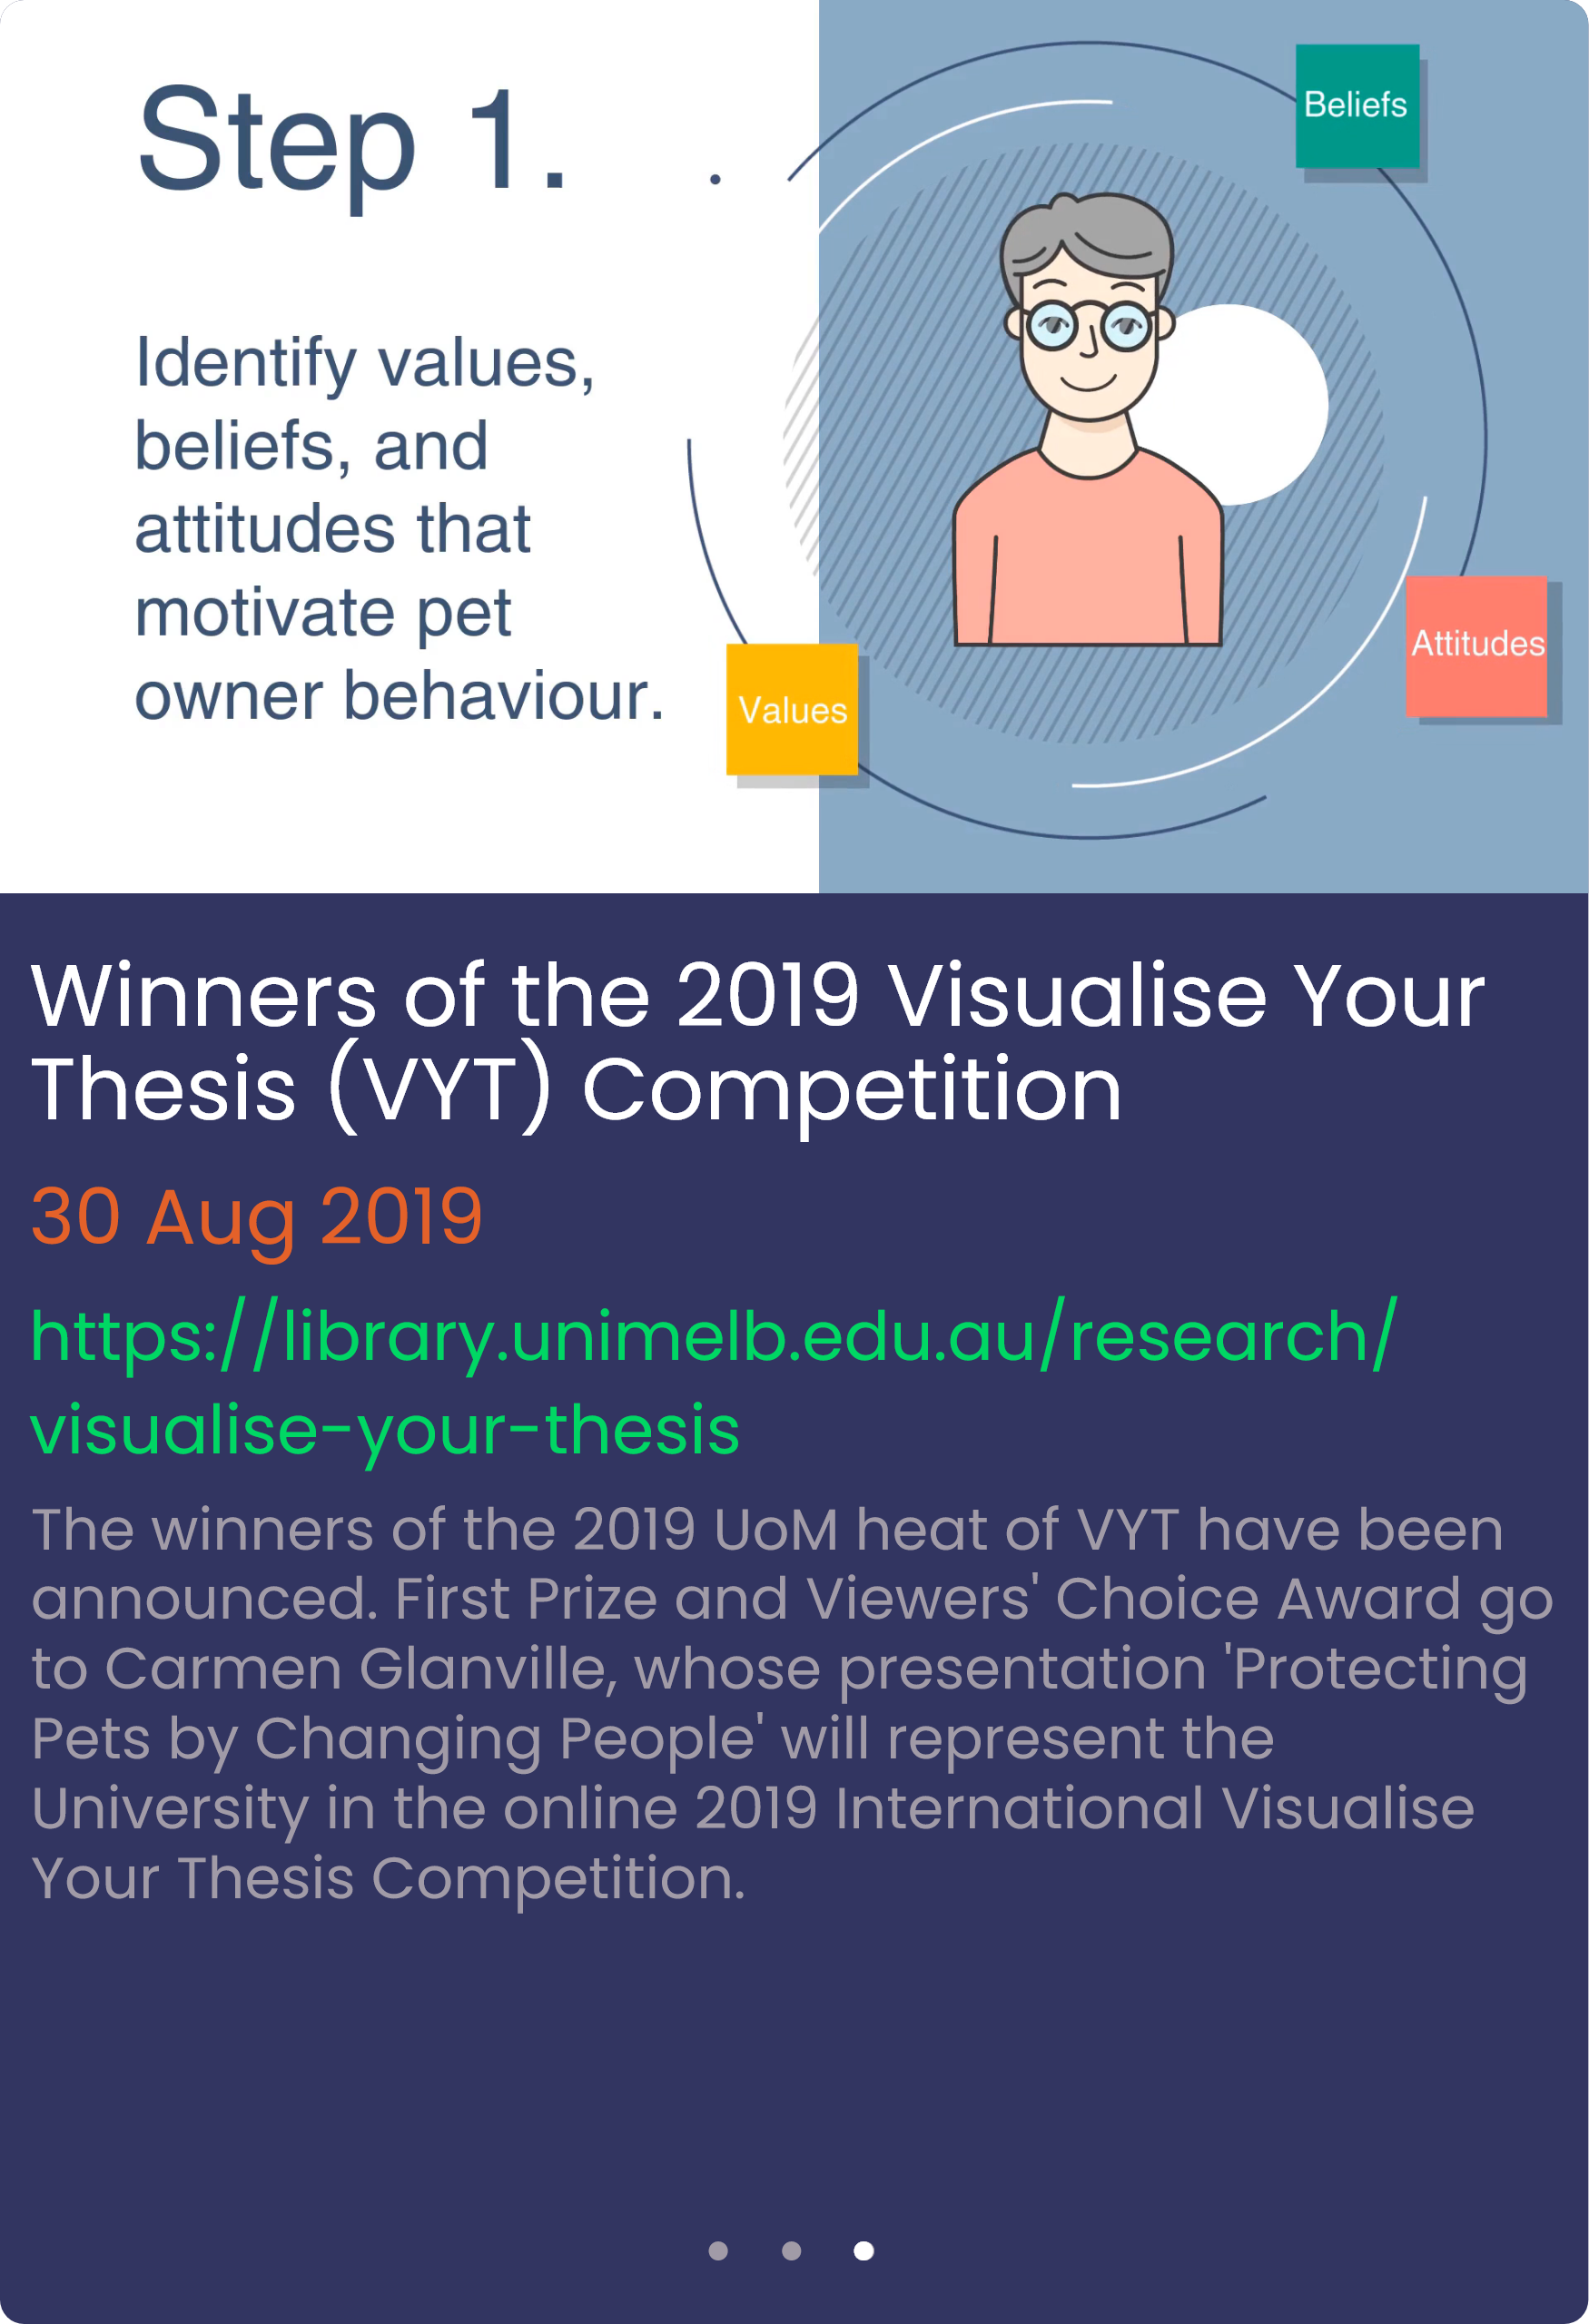 Step 1.
Identify values,
beliefs, and
attitudes that
motivate pet
owner behaviour.
Beliefs
Attitudes
Values
Winners of the 2019 Visualise Your
Thesis (VYT) Competition
30 Aug 2019
https://library.unimelb.edu.au/research/
visualise-your-thesis
The winners of the 2019 UoM heat of VYT have been
announced. First Prize and Viewers' Choice Award go
to Carmen Glanville, whose presentation 'Protecting
Pets by Changing People' will represent the
University in the online 2019 International Visualise
Your Thesis Competition.